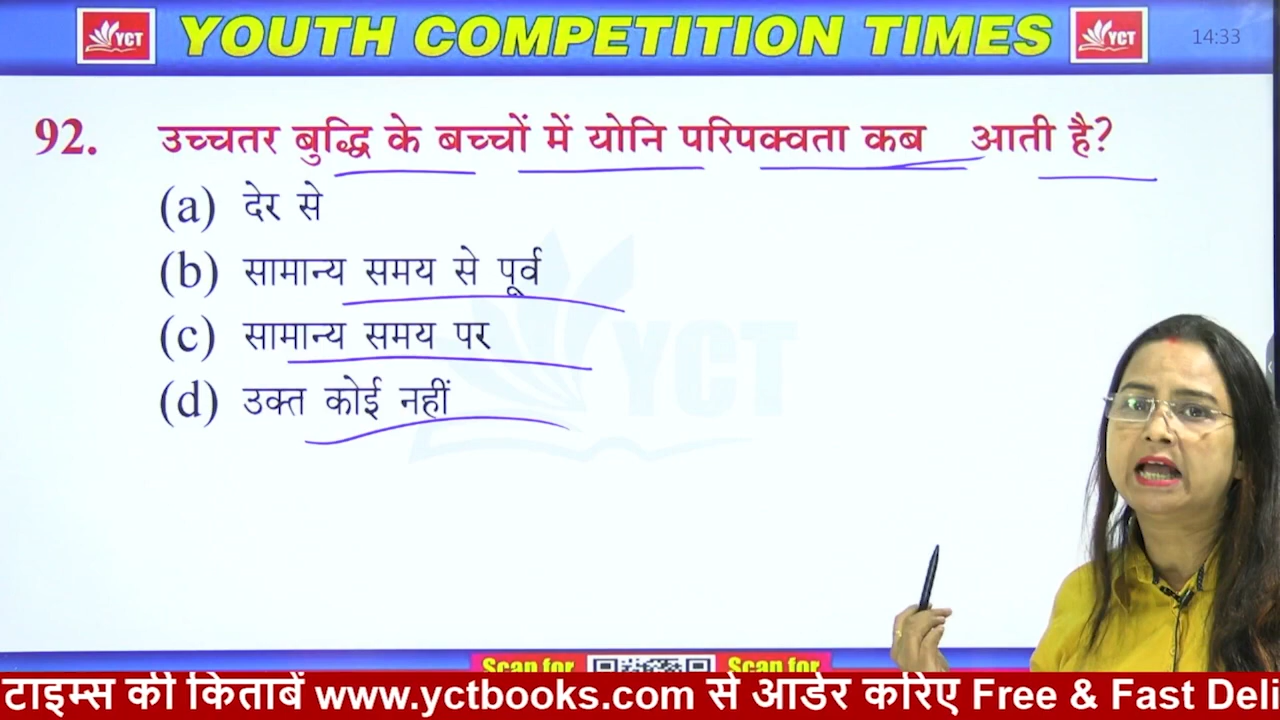 YCT
YOUTH COMPETITION TIMES
YCT
14:33
92. उच्चतर बुद्धि के बच्चों में योनि परिपक्वता कब आती है?
(a) देर से
(b) सामान्य समय से पूर्व
(c) सामान्य समय पर
(d) उक्त कोई नहीं
YCT
Scan for
Scan for
टाइम्स की किताबें www.yctbooks.com से आर्डर करिए Free & Fast Deli